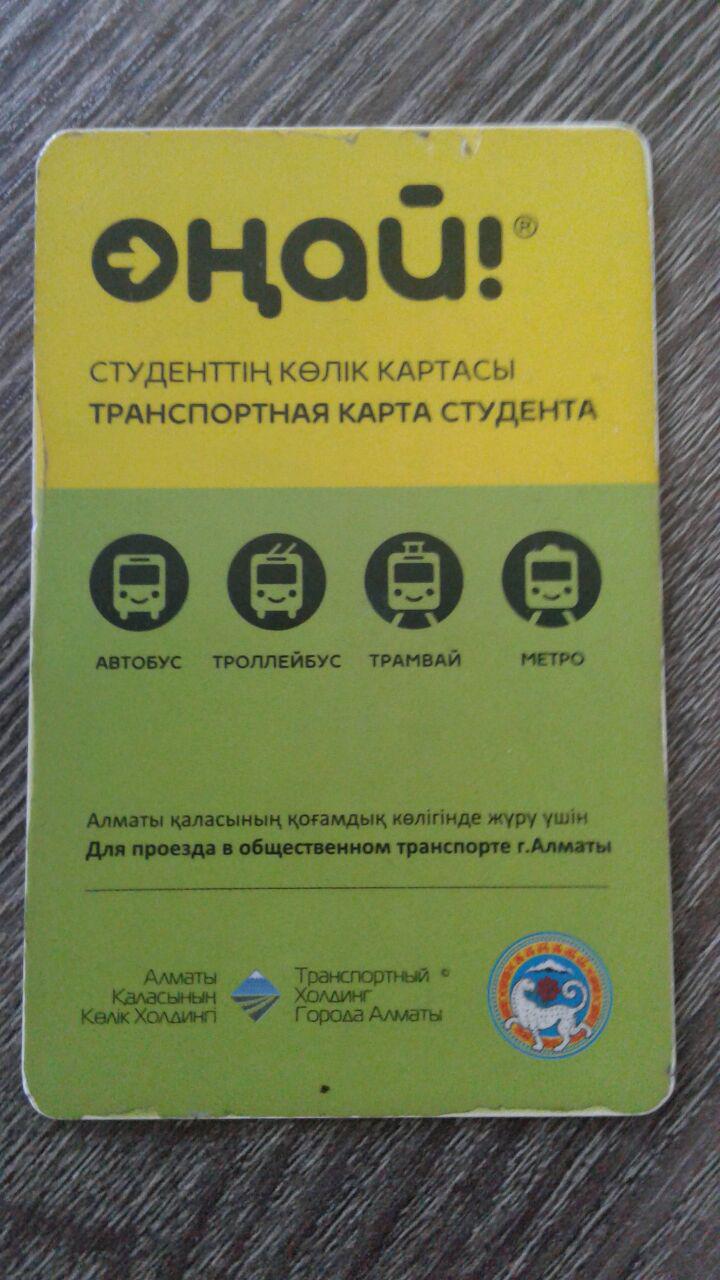 оңай!®
СТУДЕНТТІҢ КӨЛІК КАРТАСЫ
ТРАНСПОРТНАЯ КАРТА СТУДЕНТА
АВТОБУС ТРОЛЛЕЙБУС ТРАМВАЙ МЕТРО
Алматы қаласының қоғамдық көлігінде жүру үшін
Для проезда в общественном транспорте г.Алматы
Алматы
Қаласының
Көлік Холдингі
Транспортный ©
Холдинг
Города Алматы